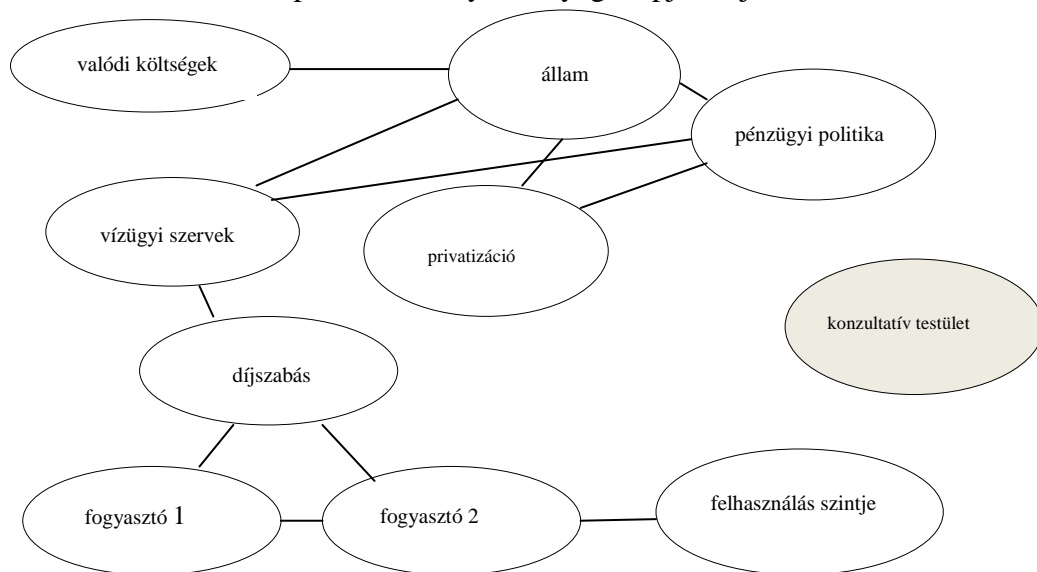 valódi költségek
állam
pénzügyi politika
vízügyi szervek
privatizáció
konzultatív testület
díjszabás
fogyasztó 1
fogyasztó 2
felhasználás szintje